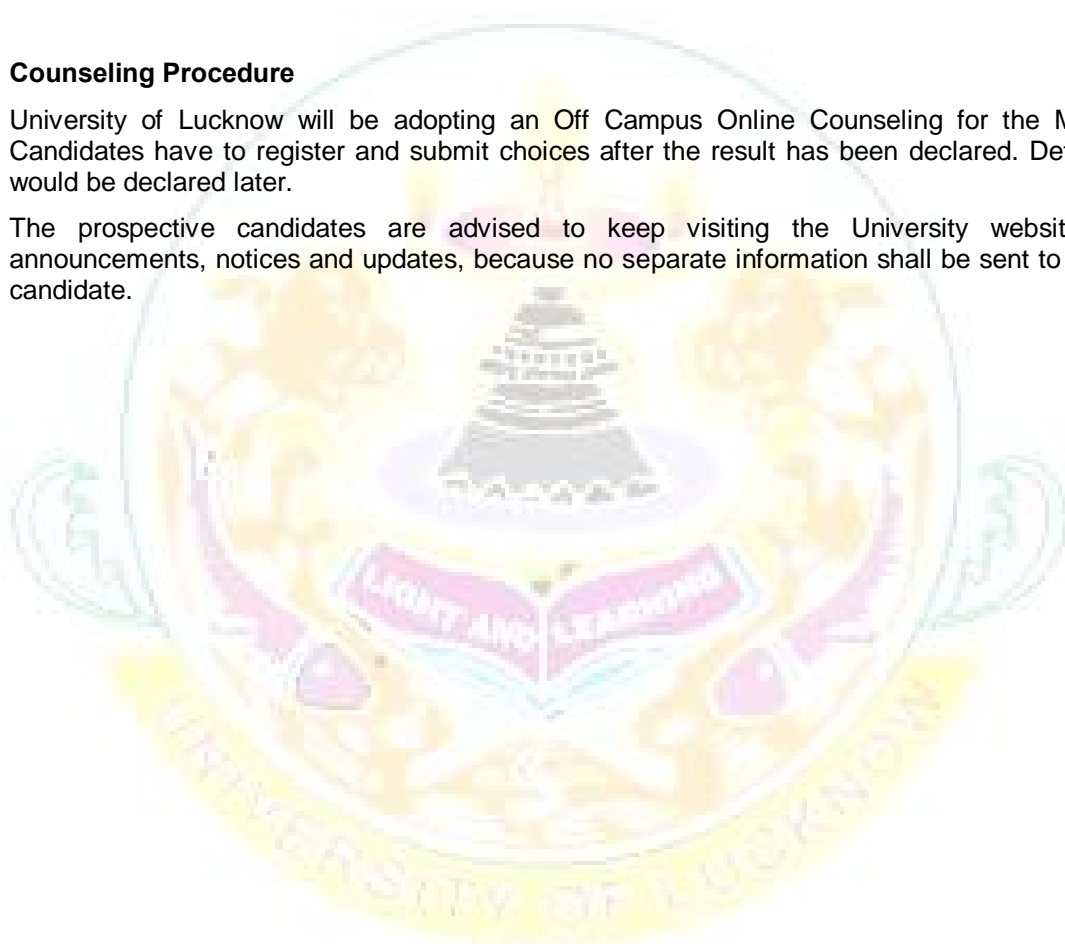 Counseling Procedure
University of Lucknow will be adopting an Off Campus Online Counseling for the
Candidates have to register and submit choices after the result has been declared.
would be declared later.
The prospective candidates are advised to keep visiting the University
announcements, notices and updates, because no separate information shall be sent to
candidate.
LIGHT AND LEARNING
UNIVERSITY OF LUCKNOW